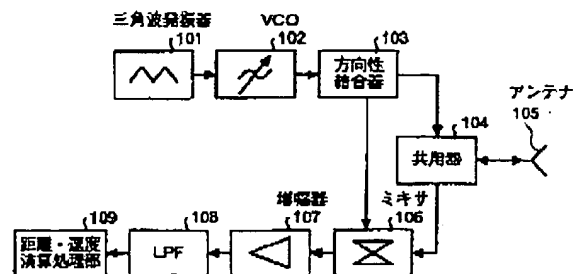 三角波発振器
101
VCO
102
103
方向性
結合器
アンテナ
105
104
共用器
109
距離・速度
演算処理部
108
LPF
増幅器
107
ミキサ
106